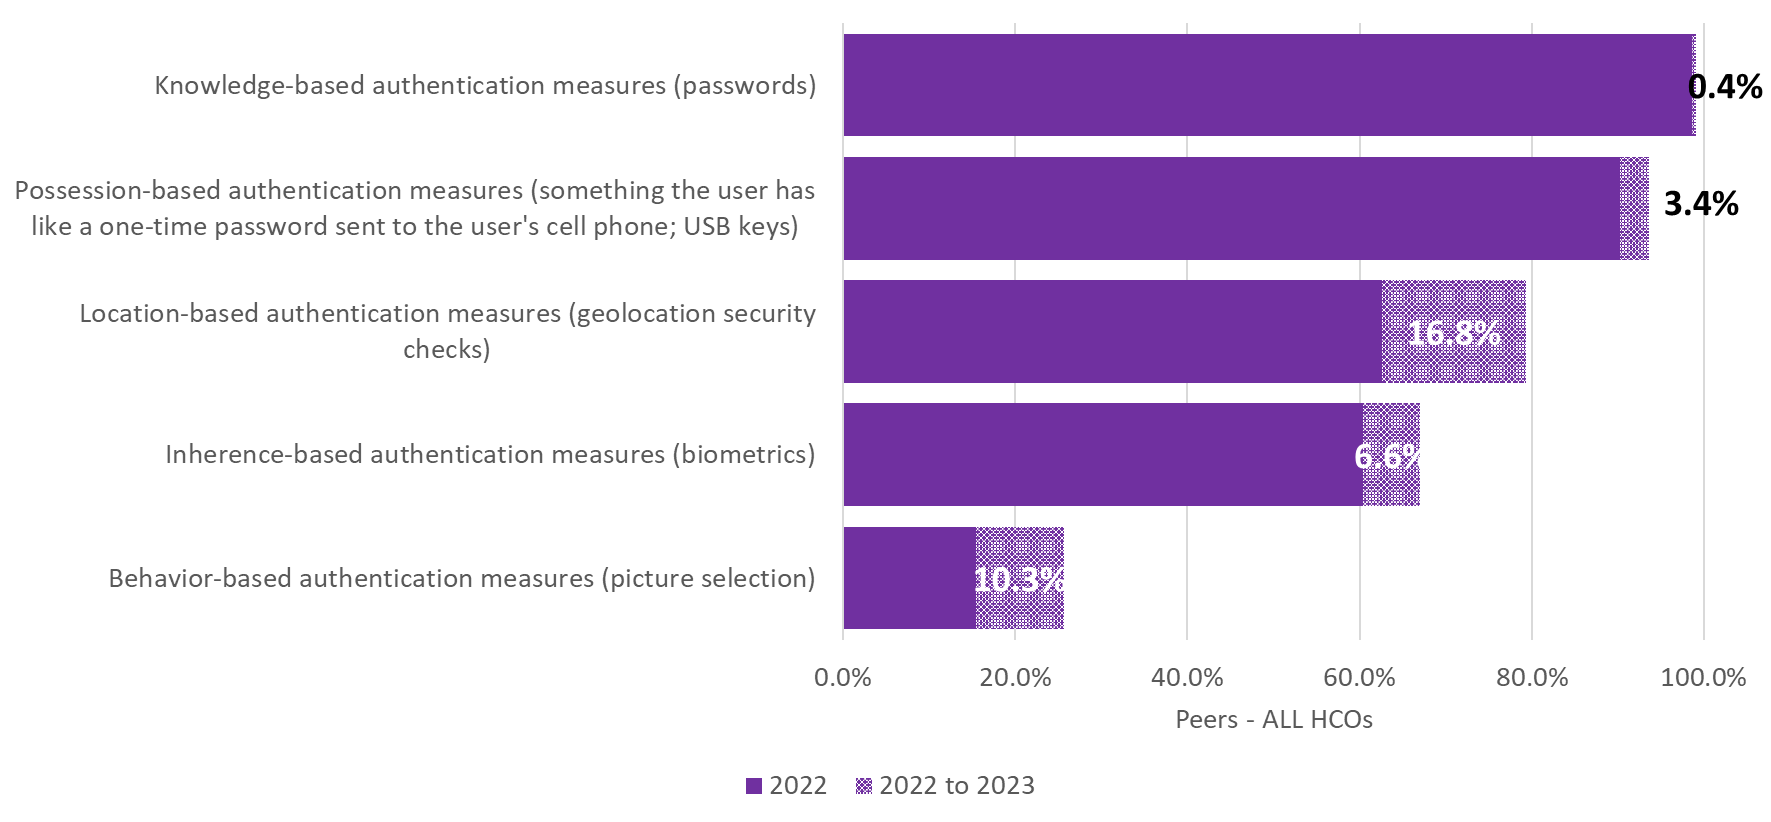 Knowledge-based authentication measures (passwords)
0.4%
Possession-based authentication measures (something the user has
like a one-time password sent to the user's cell phone; USB keys)
3.4%
Location-based authentication measures (geolocation security
checks)
16.8%
Inherence-based authentication measures (biometrics)
6.6%
Behavior-based authentication measures (picture selection)
10.3%
0.0% 20.0% 40.0% 60.0% 80.0% 100.0%
Peers - ALL HCOs
2022 2022 to 2023